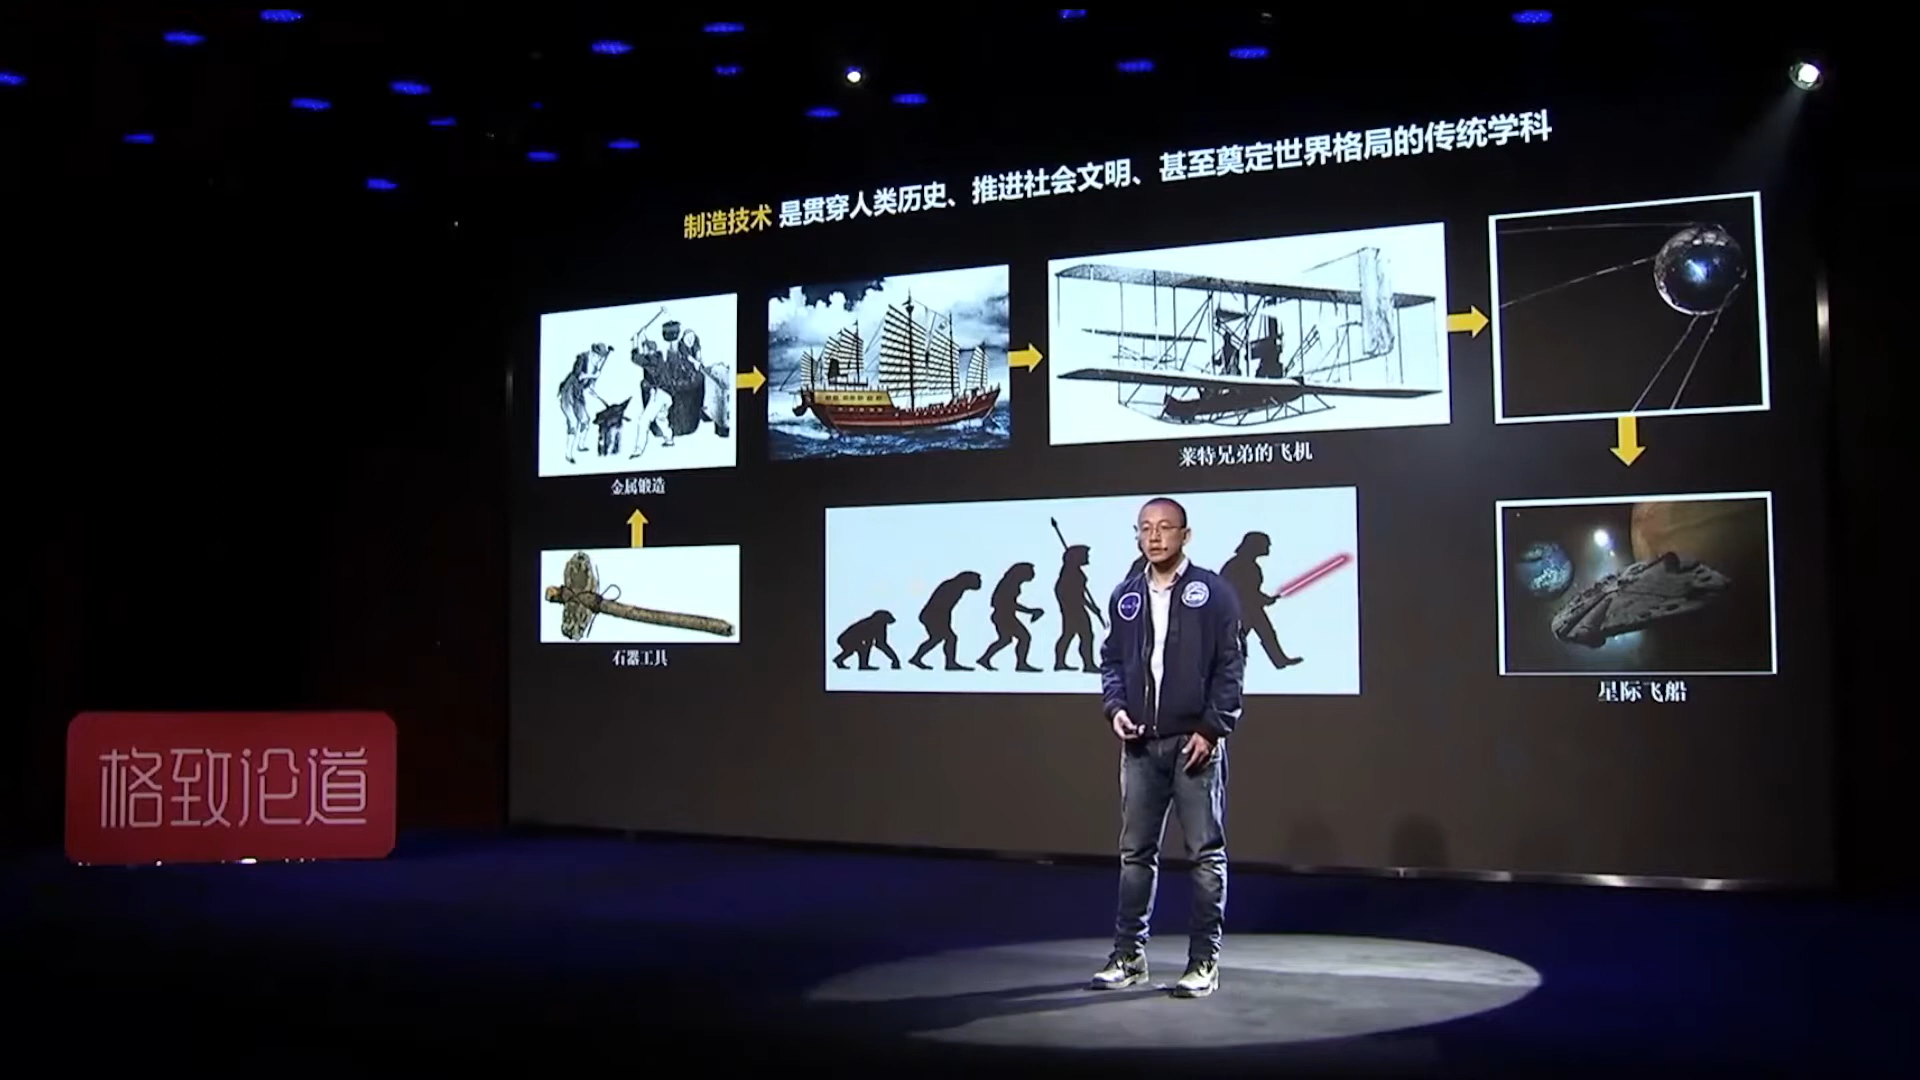 制造技术 是贯穿人类历史、推进社会文明、甚至奠定世界格局的传统学科
金属锻造
莱特兄弟的飞机
石器工具
星际飞船
格致论道